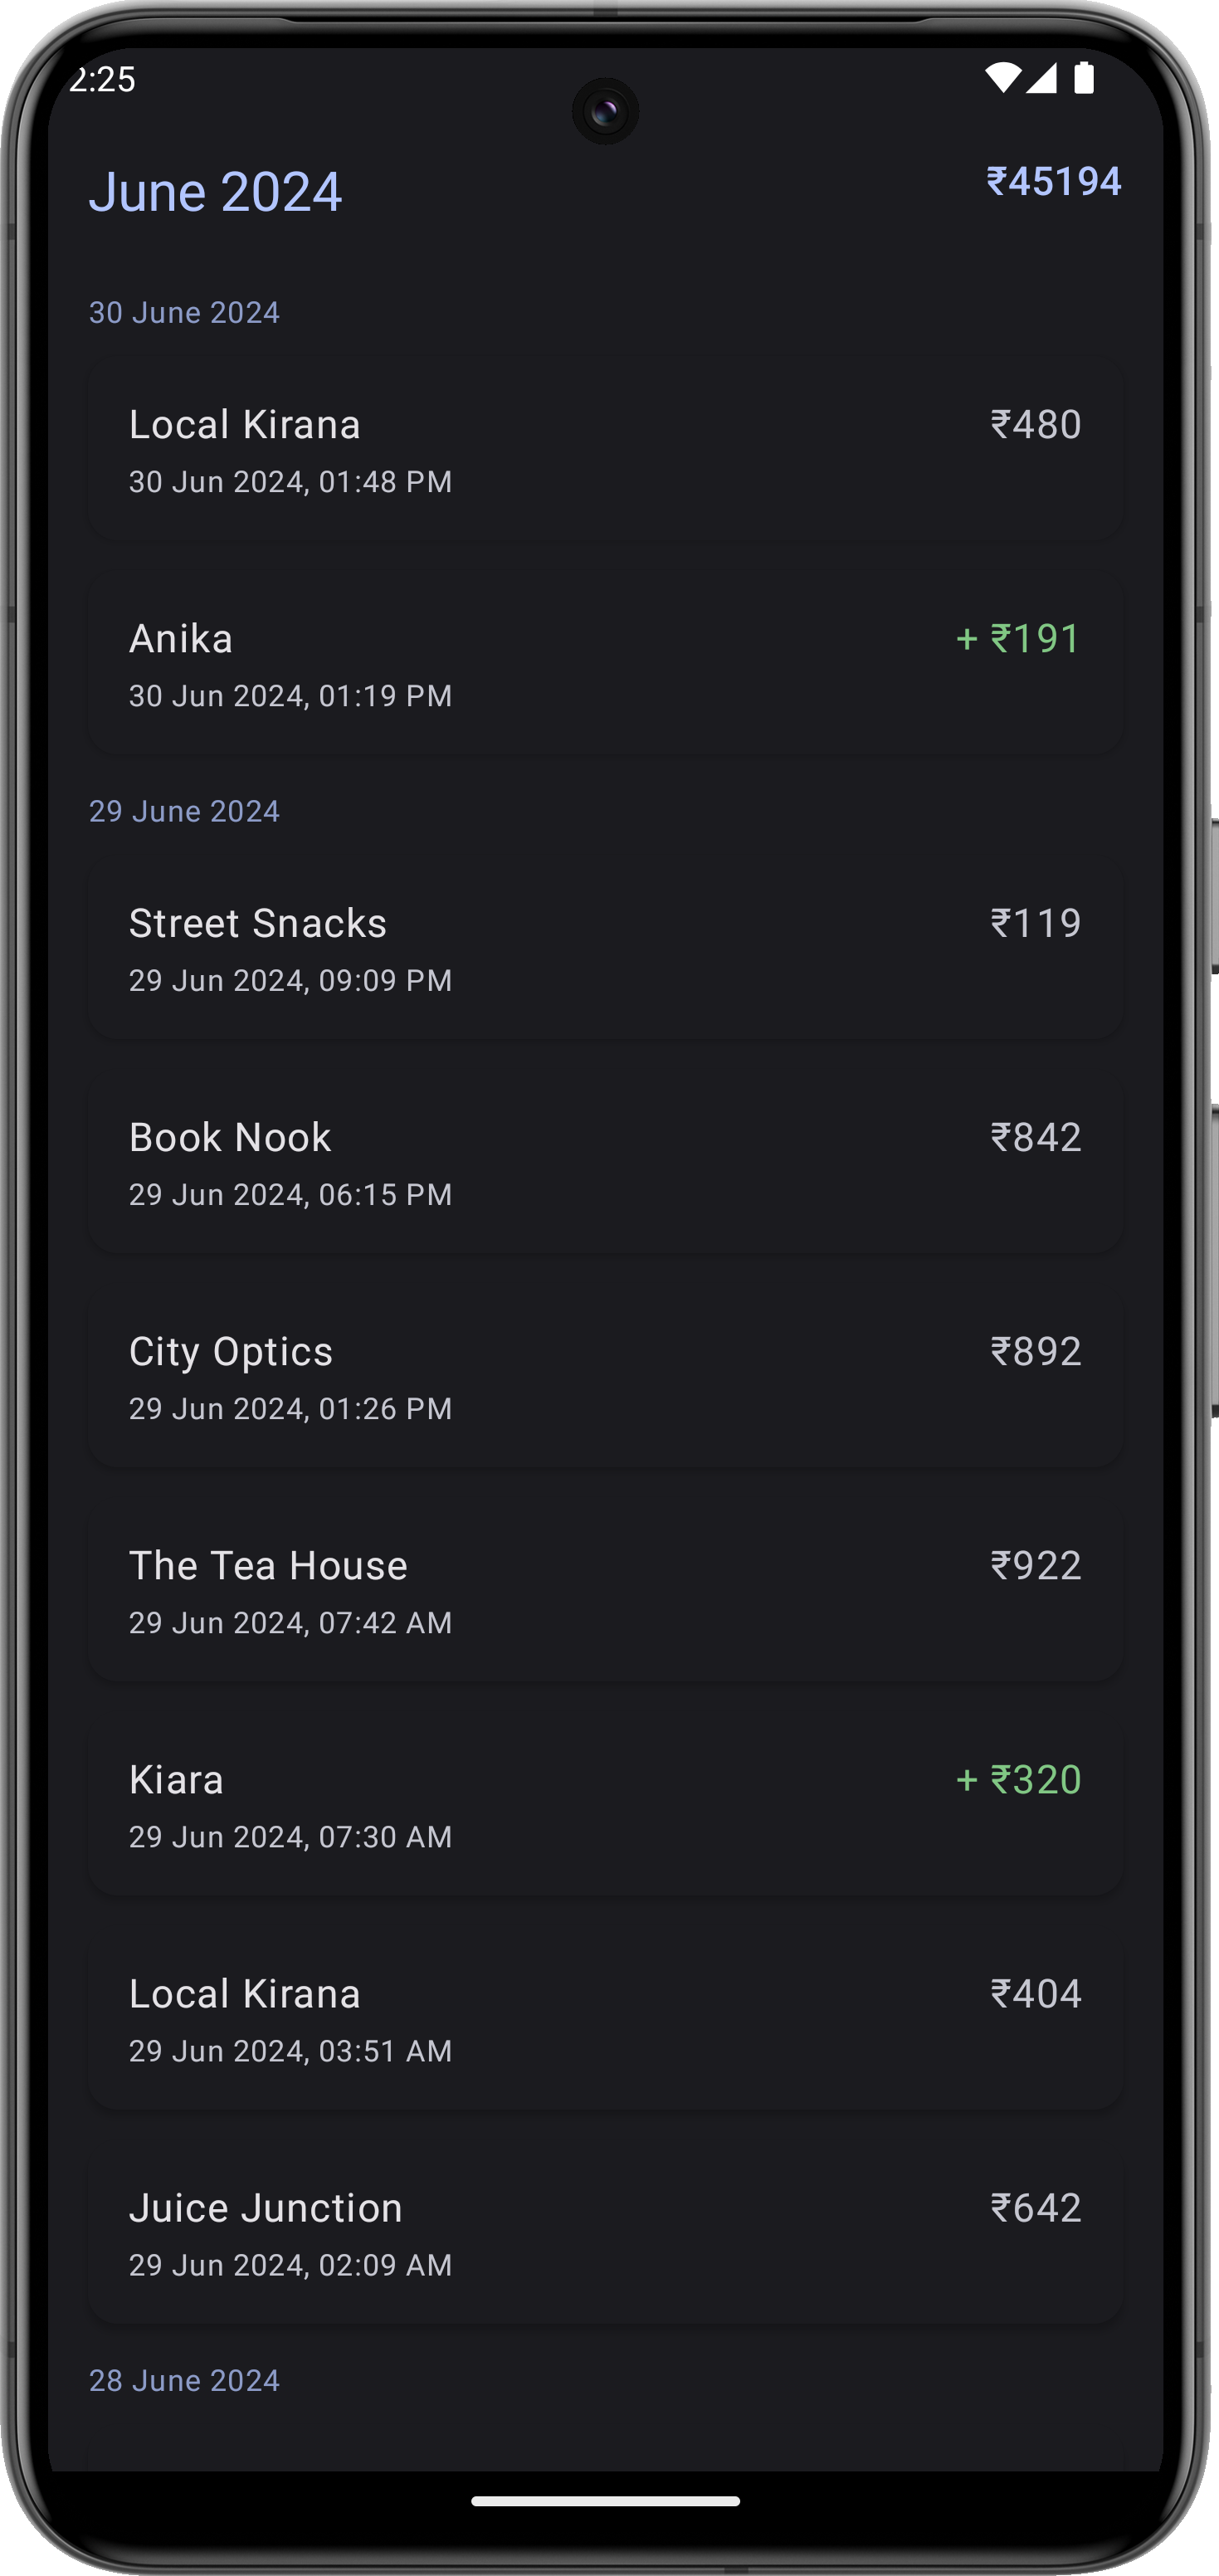 2:25
June 2024 ₹45194
30 June 2024
Local Kirana ₹480
30 Jun 2024, 01:48 PM
Anika + ₹191
30 Jun 2024, 01:19 PM
29 June 2024
Street Snacks ₹119
29 Jun 2024, 09:09 PM
Book Nook ₹842
29 Jun 2024, 06:15 PM
City Optics ₹892
29 Jun 2024, 01:26 PM
The Tea House ₹922
29 Jun 2024, 07:42 AM
Kiara + ₹320
29 Jun 2024, 07:30 AM
Local Kirana ₹404
29 Jun 2024, 03:51 AM
Juice Junction ₹642
29 Jun 2024, 02:09 AM
28 June 2024